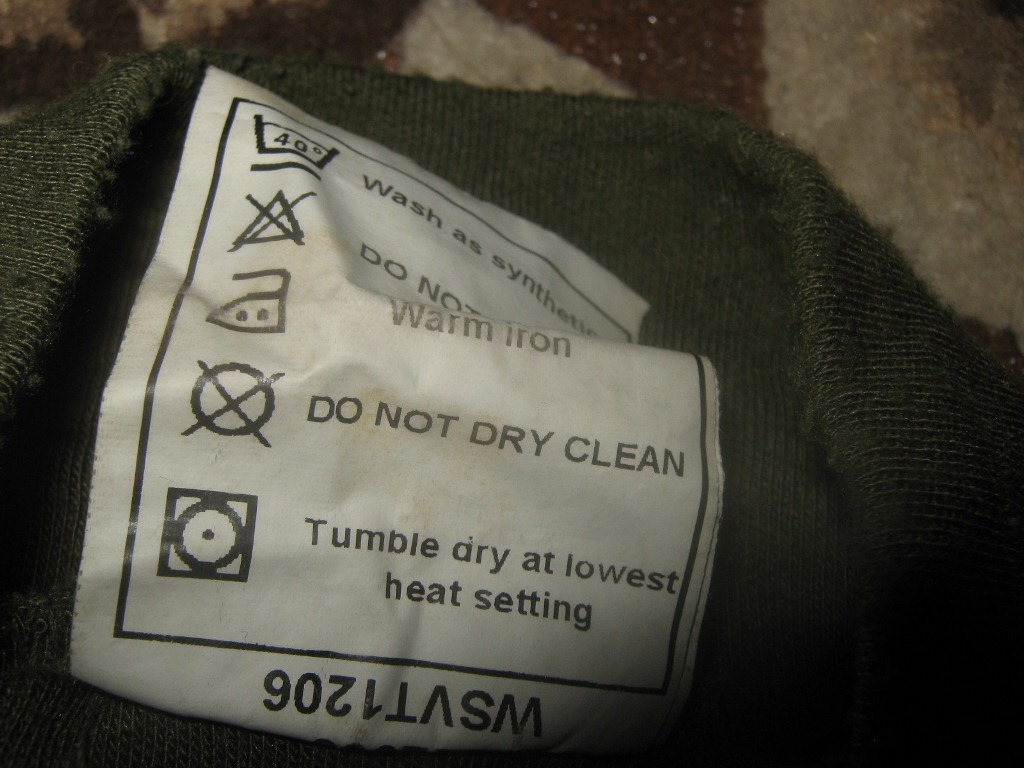 40°
Wash as synthetic
DO NOT
Warm iron
DO NOT DRY CLEAN
Tumble dry at lowest
heat setting
WSVT1206